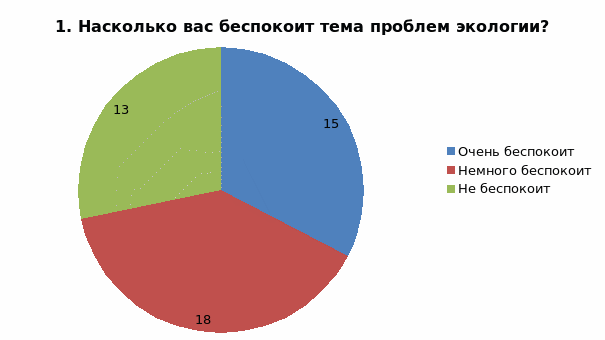 1. Насколько вас беспокоит тема проблем экологии?
13
15
18
Очень беспокоит
Немного беспокоит
Не беспокоит